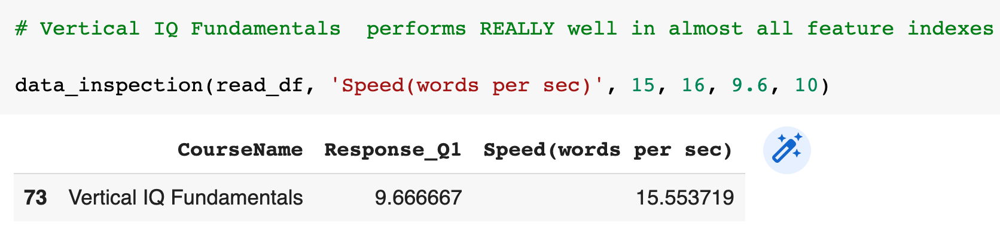 # Vertical IQ Fundamentals  performs REALLY well in almost all feature indexes
data_inspection(read_df, 'Speed(words per sec)', 15, 16, 9.6, 10)
CourseName Response_Q1 Speed(words per sec)
73 Vertical IQ Fundamentals 9.666667 15.553719